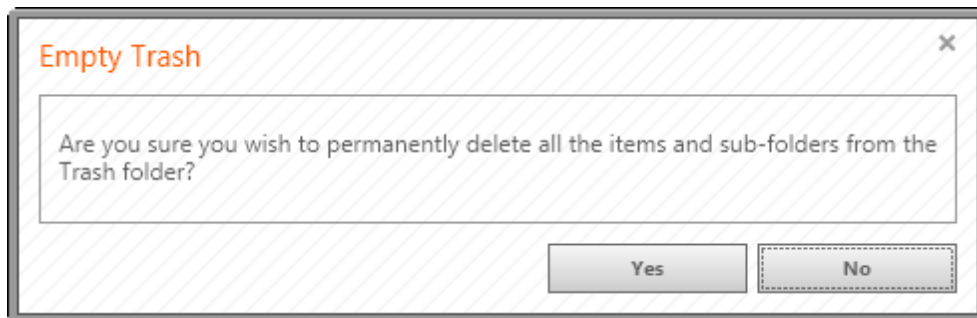 Empty Trash
Are you sure you wish to permanently delete all the items and sub-folders from the
Trash folder?
Yes
No